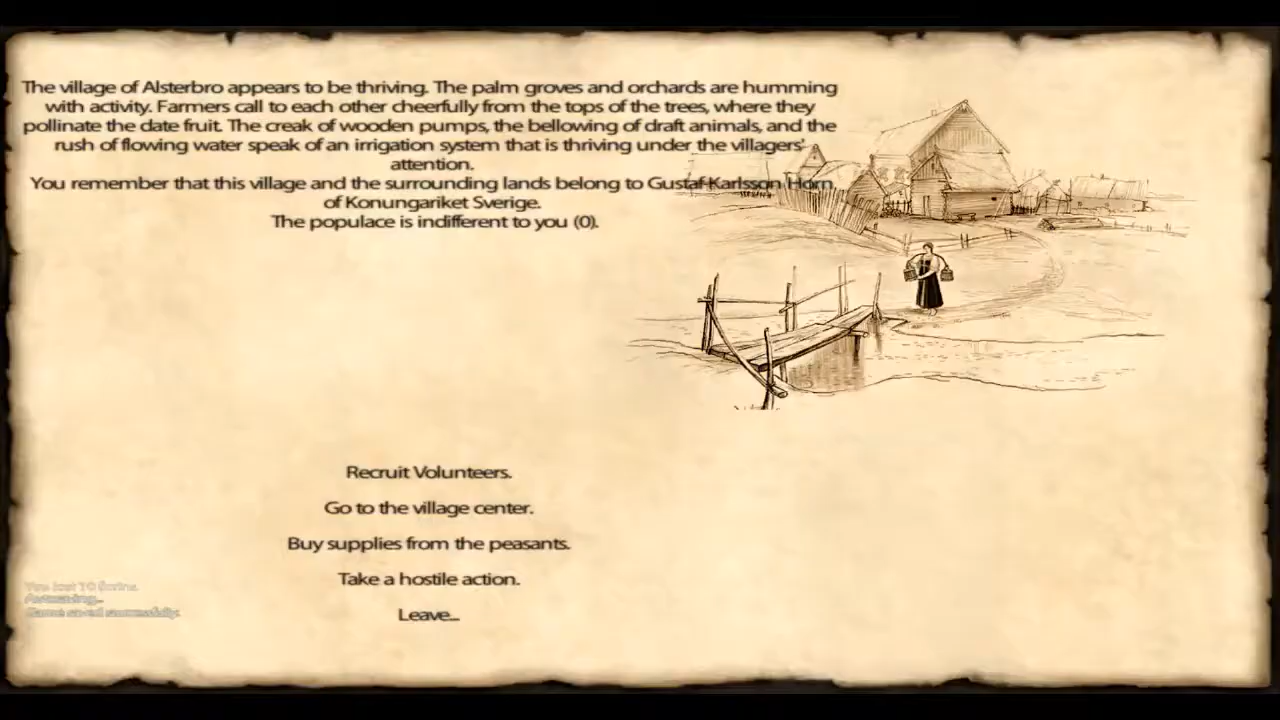 The village of Alsterbro appears to be thriving. The palm groves and orchards are humming
with activity. Farmers call to each other cheerfully from the tops of the trees, where they
pollinate the date fruit. The creak of wooden pumps, the bellowing of draft animals, and the
rush of flowing water speak of an irrigation system that is thriving under the villagers'
attention.
You remember that this village and the surrounding lands belong to Gustaf Karlsson Horn,
of Konungariket Sverige.
The populace is indifferent to you (0).
Recruit Volunteers.
Go to the village center.
Buy supplies from the peasants.
Take a hostile action.
Leave...
You lost 10
Autosaving...
Game saved successfully.